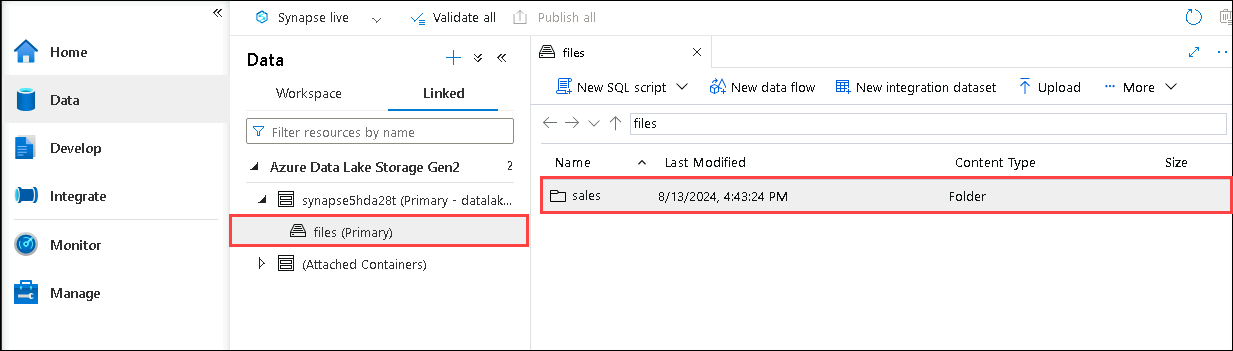 Synapse live Validate all Publish all
Home
Data
Develop
Integrate
Monitor
Manage
Data
Workspace Linked
Filter resources by name
Azure Data Lake Storage Gen2 2
synapse5hda28t (Primary - datalak...
files (Primary)
(Attached Containers)
files
New SQL script New data flow New integration dataset Upload ... More
files
Name Last Modified Content Type Size
sales 8/13/2024, 4:43:24 PM Folder